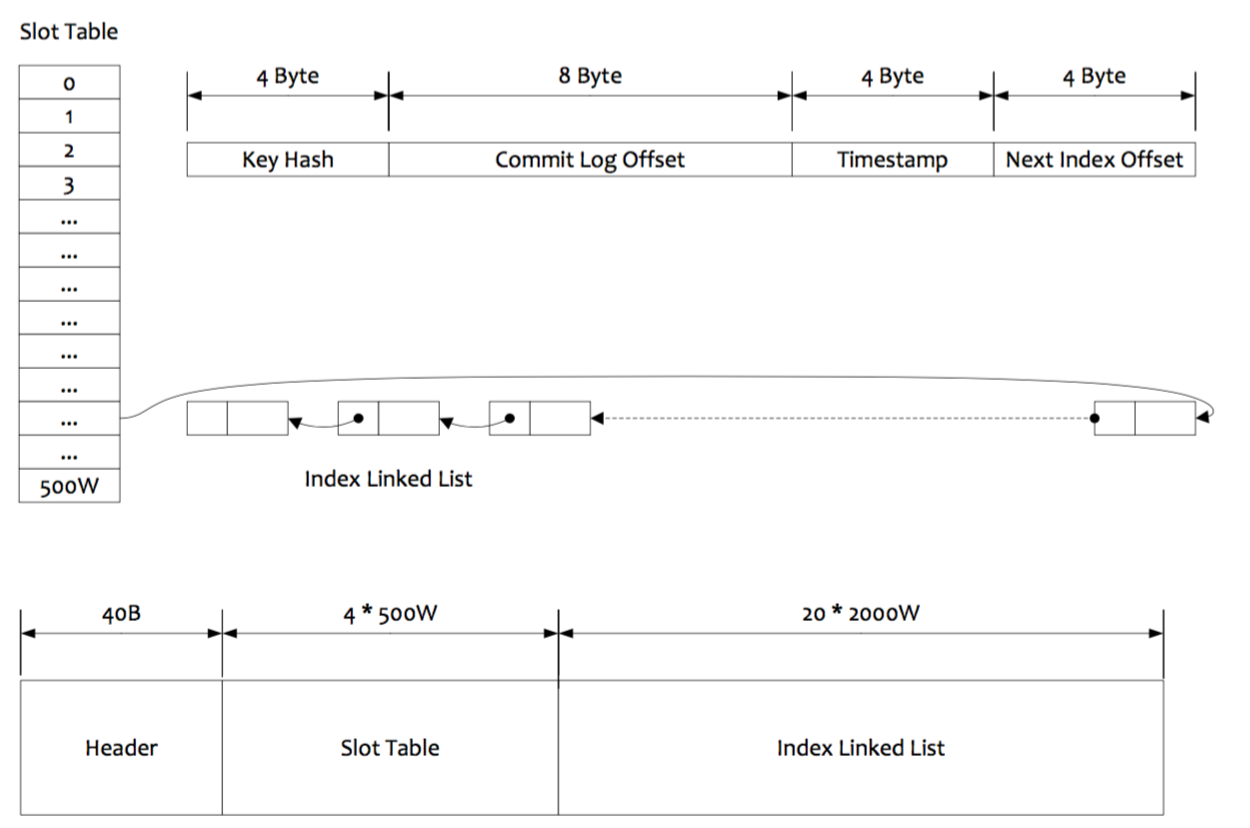 Slot Table
0
1
2
3
...
...
...
...
...
...
...
...
500W
4 Byte 8 Byte 4 Byte 4 Byte
Key Hash Commit Log Offset Timestamp Next Index Offset
Index Linked List
40B 4 * 500W 20 * 2000W
Header Slot Table Index Linked List